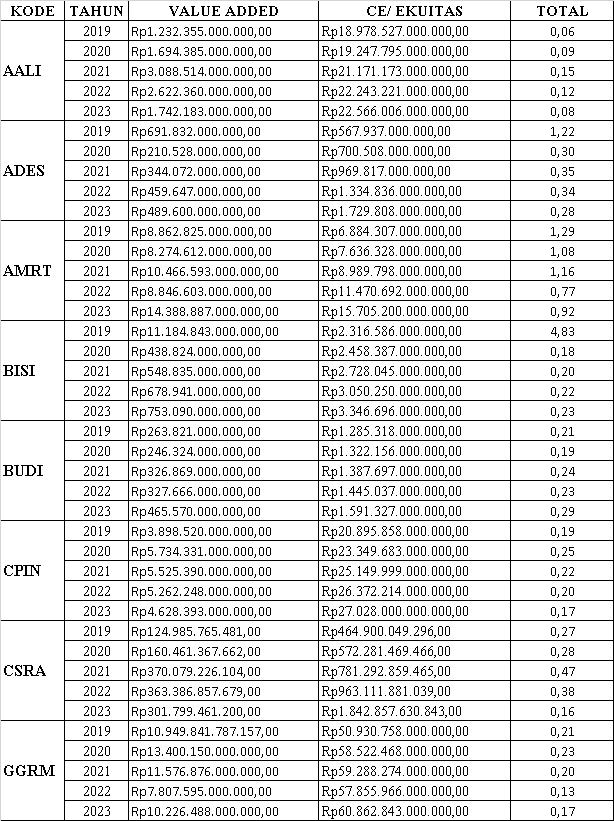 KODE TAHUN VALUE ADDED CE/ EKUITAS TOTAL
AALI 2019 Rp1.232.355.000.000,00 Rp18.978.527.000.000,00 0,06
2020 Rp1.694.385.000.000,00 Rp19.247.795.000.000,00 0,09
2021 Rp3.088.514.000.000,00 Rp21.171.173.000.000,00 0,15
2022 Rp2.622.360.000.000,00 Rp22.243.221.000.000,00 0,12
2023 Rp1.742.183.000.000,00 Rp22.566.006.000.000,00 0,08
ADES 2019 Rp691.832.000.000,00 Rp567.937.000.000,00 1,22
2020 Rp210.528.000.000,00 Rp700.508.000.000,00 0,30
2021 Rp344.072.000.000,00 Rp969.817.000.000,00 0,35
2022 Rp459.647.000.000,00 Rp1.334.836.000.000,00 0,34
2023 Rp489.600.000.000,00 Rp1.729.808.000.000,00 0,28
AMRT 2019 Rp8.862.825.000.000,00 Rp6.884.307.000.000,00 1,29
2020 Rp8.274.612.000.000,00 Rp7.636.328.000.000,00 1,08
2021 Rp10.466.593.000.000,00 Rp8.989.798.000.000,00 1,16
2022 Rp8.846.603.000.000,00 Rp11.470.692.000.000,00 0,77
2023 Rp14.388.887.000.000,00 Rp15.705.200.000.000,00 0,92
BISI 2019 Rp11.184.843.000.000,00 Rp2.316.586.000.000,00 4,83
2020 Rp438.824.000.000,00 Rp2.458.387.000.000,00 0,18
2021 Rp548.835.000.000,00 Rp2.728.045.000.000,00 0,20
2022 Rp678.941.000.000,00 Rp3.050.250.000.000,00 0,22
2023 Rp753.090.000.000,00 Rp3.346.696.000.000,00 0,23
BUDI 2019 Rp263.821.000.000,00 Rp1.285.318.000.000,00 0,21
2020 Rp246.324.000.000,00 Rp1.322.156.000.000,00 0,19
2021 Rp326.869.000.000,00 Rp1.387.697.000.000,00 0,24
2022 Rp327.666.000.000,00 Rp1.445.037.000.000,00 0,23
2023 Rp465.570.000.000,00 Rp1.591.327.000.000,00 0,29
CPIN 2019 Rp3.898.520.000.000,00 Rp20.895.858.000.000,00 0,19
2020 Rp5.734.331.000.000,00 Rp23.349.683.000.000,00 0,25
2021 Rp5.525.390.000.000,00 Rp25.149.999.000.000,00 0,22
2022 Rp5.262.248.000.000,00 Rp26.372.214.000.000,00 0,20
2023 Rp4.628.393.000.000,00 Rp27.028.000.000.000,00 0,17
CSRA 2019 Rp124.985.765.481,00 Rp464.900.049.296,00 0,27
2020 Rp160.461.367.662,00 Rp572.281.469.466,00 0,28
2021 Rp370.079.226.104,00 Rp781.292.859.465,00 0,47
2022 Rp363.386.857.679,00 Rp963.111.881.039,00 0,38
2023 Rp301.799.461.200,00 Rp1.842.857.630.843,00 0,16
GGRM 2019 Rp10.949.841.787.157,00 Rp50.930.758.000.000,00 0,21
2020 Rp13.400.150.000.000,00 Rp58.522.468.000.000,00 0,23
2021 Rp11.576.876.000.000,00 Rp59.288.274.000.000,00 0,20
2022 Rp7.807.595.000.000,00 Rp57.855.966.000.000,00 0,13
2023 Rp10.226.488.000.000,00 Rp60.862.843.000.000,00 0,17